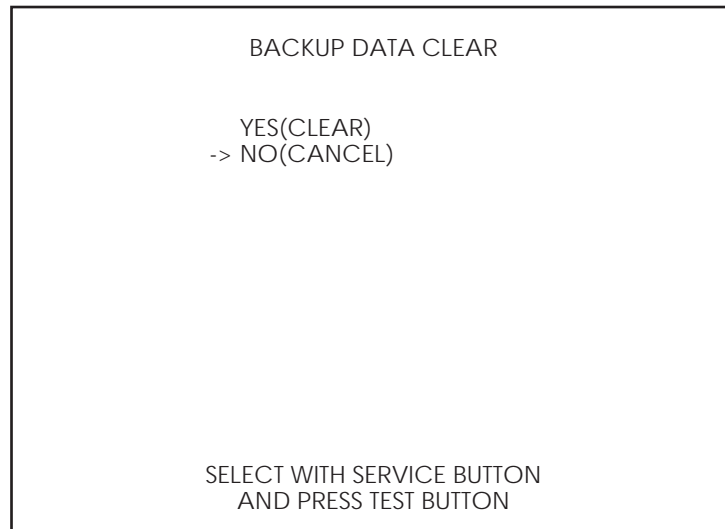 BACKUP DATA CLEAR
YES(CLEAR)
-> NO(CANCEL)
SELECT WITH SERVICE BUTTON
AND PRESS TEST BUTTON